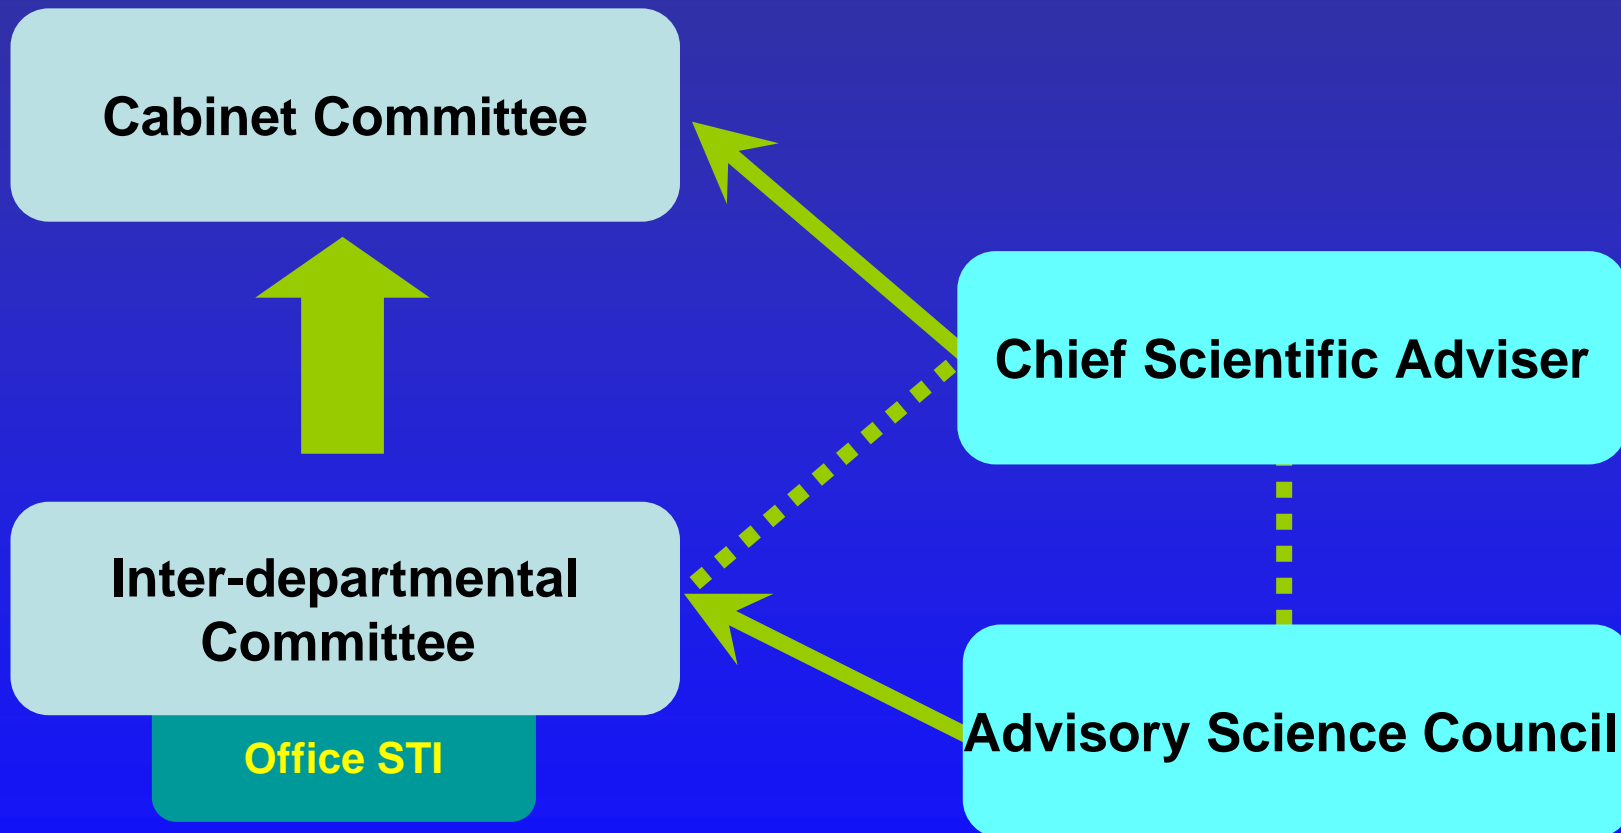 Cabinet Committee
Chief Scientific Adviser
Inter-departmental
Committee
Office STI
Advisory Science Council